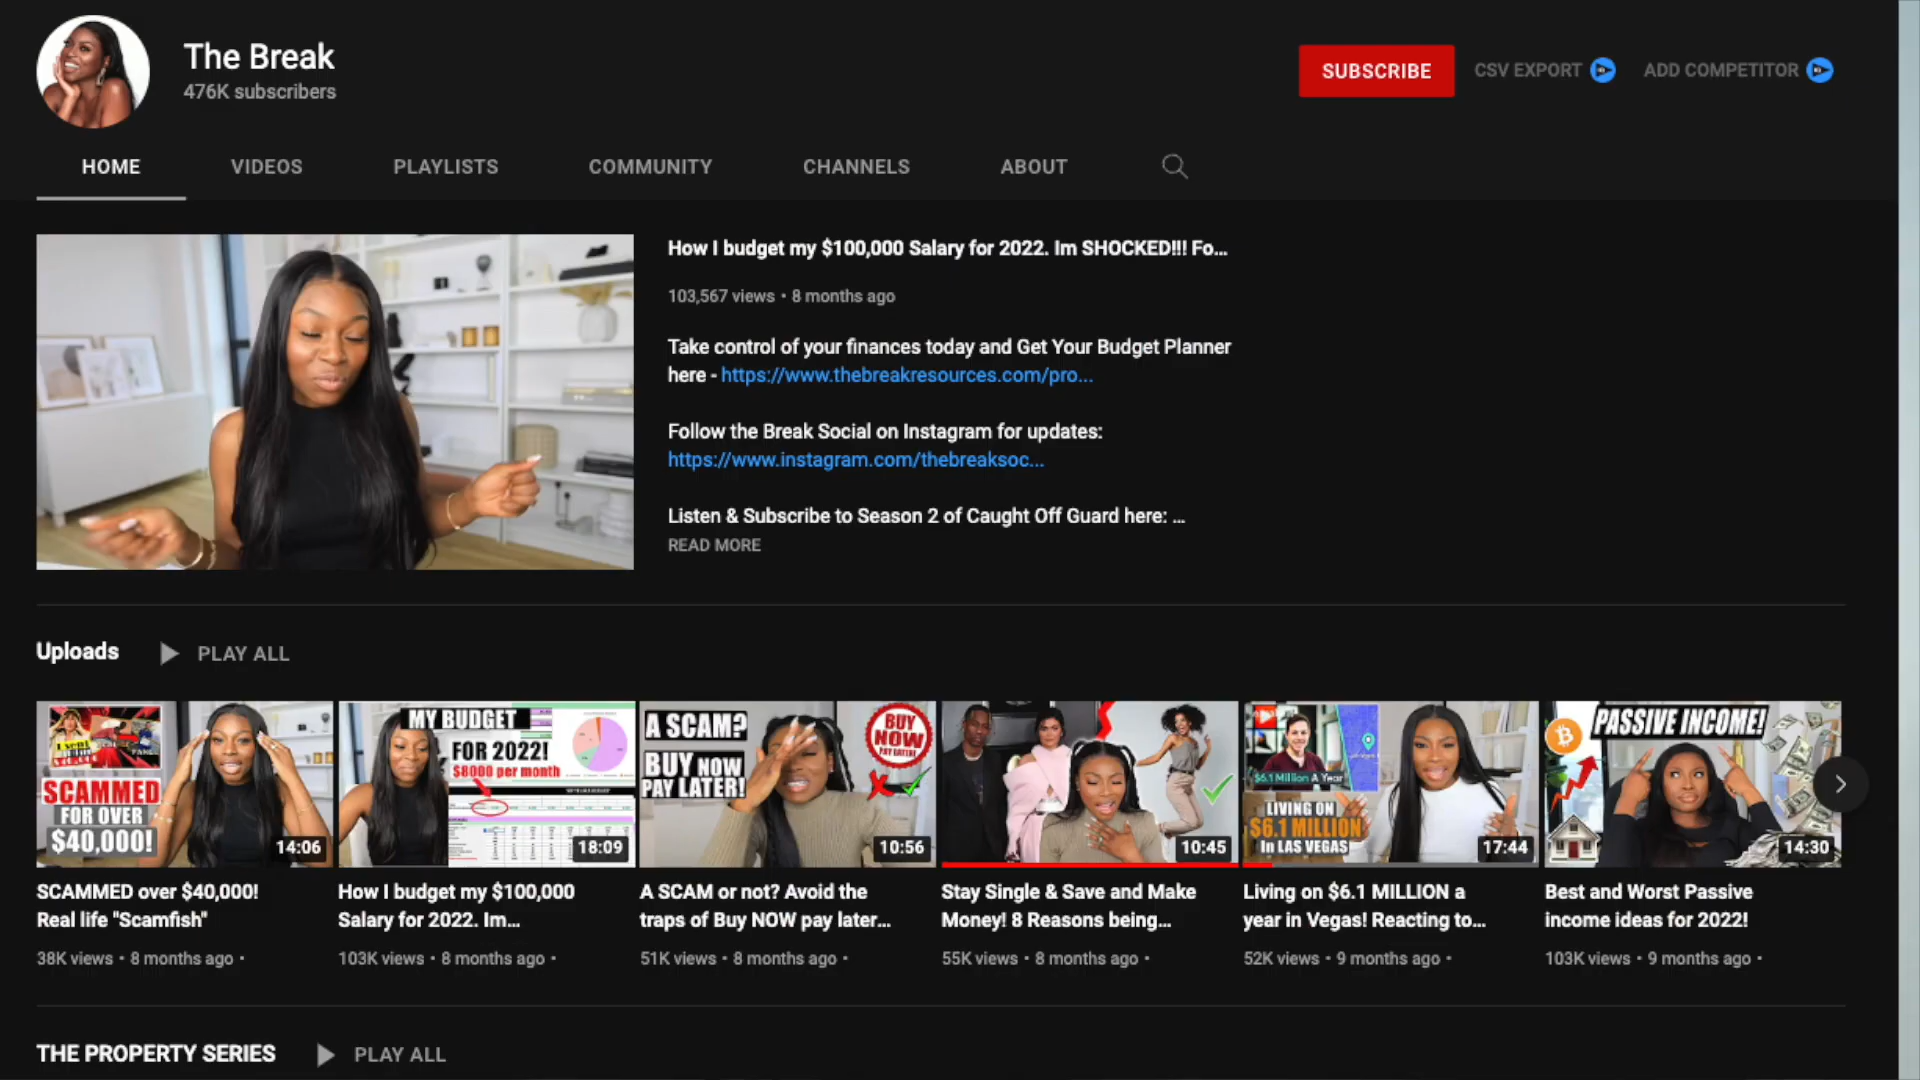 The Break
476K subscribers
SUBSCRIBE
CSV EXPORT
ADD COMPETITOR
HOME
VIDEOS
PLAYLISTS
COMMUNITY
CHANNELS
ABOUT
How I budget my $100,000 Salary for 2022. Im SHOCKED!!! Fo...
103,567 views • 8 months ago
Take control of your finances today and Get Your Budget Planner
here - https://www.thebreakresources.com/pro...
Follow the Break Social on Instagram for updates:
https://www.instagram.com/thebreaksoc...
Listen & Subscribe to Season 2 of Caught Off Guard here: ...
READ MORE
Uploads
PLAY ALL
SCAMMED
FOR OVER
$40,000!
14:06
MY BUDGET
FOR 2022!
$8000 per month
18:09
A SCAM?
BUY NOW
PAY LATER!
BUY
NOW
PAY LATER!
10:56
10:45
$6.1 Million A Year
LIVING ON
$6.1 MILLION
In LAS VEGAS
17:44
PASSIVE INCOME!
14:30
SCAMMED over $40,000!
Real life "Scamfish"
38K views • 8 months ago •
How I budget my $100,000
Salary for 2022. Im...
103K views • 8 months ago •
A SCAM or not? Avoid the
traps of Buy NOW pay later...
51K views • 8 months ago •
Stay Single & Save and Make
Money! 8 Reasons being...
55K views • 8 months ago •
Living on $6.1 MILLION a
year in Vegas! Reacting to...
52K views • 9 months ago •
Best and Worst Passive
income ideas for 2022!
103K views • 9 months ago •
THE PROPERTY SERIES
PLAY ALL